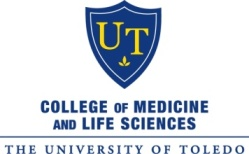 UT
COLLEGE OF MEDICINE
AND LIFE SCIENCES
THE UNIVERSITY OF TOLEDO